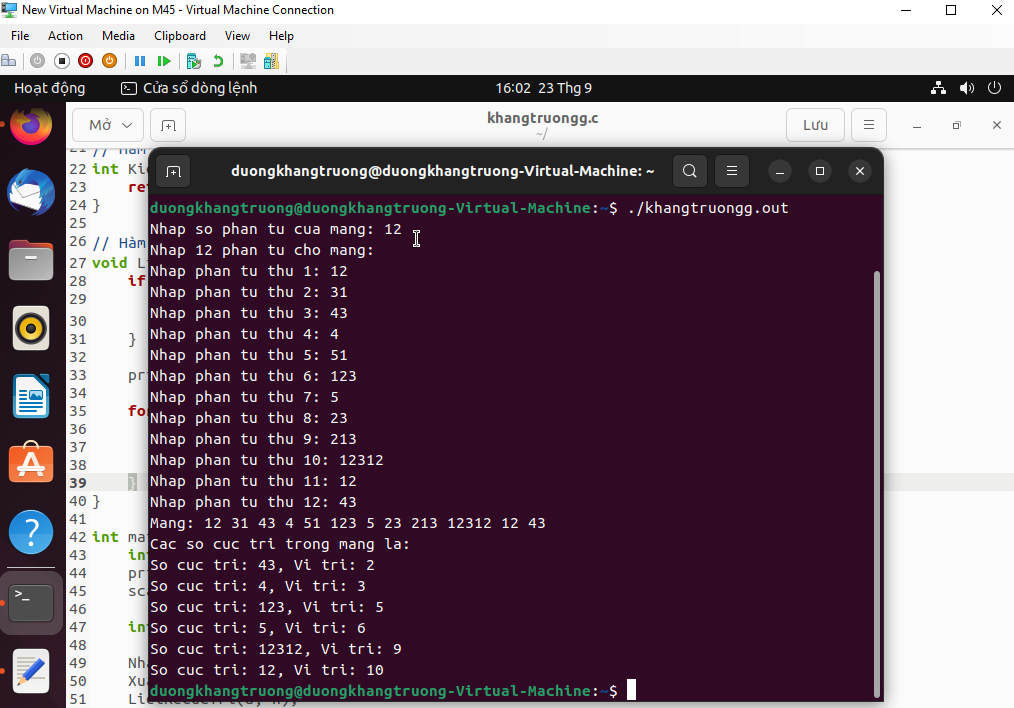 New Virtual Machine on M45 - Virtual Machine Connection
File Action Media Clipboard View Help
Hoạt động Cửa sổ dòng lệnh 16:02 23 Thg 9
Mở khangtruongg.c Lưu
~/
duongkhangtruong@duongkhangtruong-Virtual-Machine: ~
21 // Hàm
22 int Kie
23 ret
24 }
25
26 // Hàm
27 void Li
28 if
29
30
31 }
32
33 pri
34
35 for
36
37
38
39 }
40 }
41
42 int mai
43 int
44 pri
45 sca
46
47 int
48
49 Nha
50 Xua
51
duongkhangtruong@duongkhangtruong-Virtual-Machine:~$ ./khangtruongg.out
Nhap so phan tu cua mang: 12
Nhap 12 phan tu cho mang:
Nhap phan tu thu 1: 12
Nhap phan tu thu 2: 31
Nhap phan tu thu 3: 43
Nhap phan tu thu 4: 4
Nhap phan tu thu 5: 51
Nhap phan tu thu 6: 123
Nhap phan tu thu 7: 5
Nhap phan tu thu 8: 23
Nhap phan tu thu 9: 213
Nhap phan tu thu 10: 12312
Nhap phan tu thu 11: 12
Nhap phan tu thu 12: 43
Mang: 12 31 43 4 51 123 5 23 213 12312 12 43
Cac so cuc tri trong mang la:
So cuc tri: 43, Vi tri: 2
So cuc tri: 4, Vi tri: 3
So cuc tri: 123, Vi tri: 5
So cuc tri: 5, Vi tri: 6
So cuc tri: 12312, Vi tri: 9
So cuc tri: 12, Vi tri: 10
duongkhangtruong@duongkhangtruong-Virtual-Machine:~$